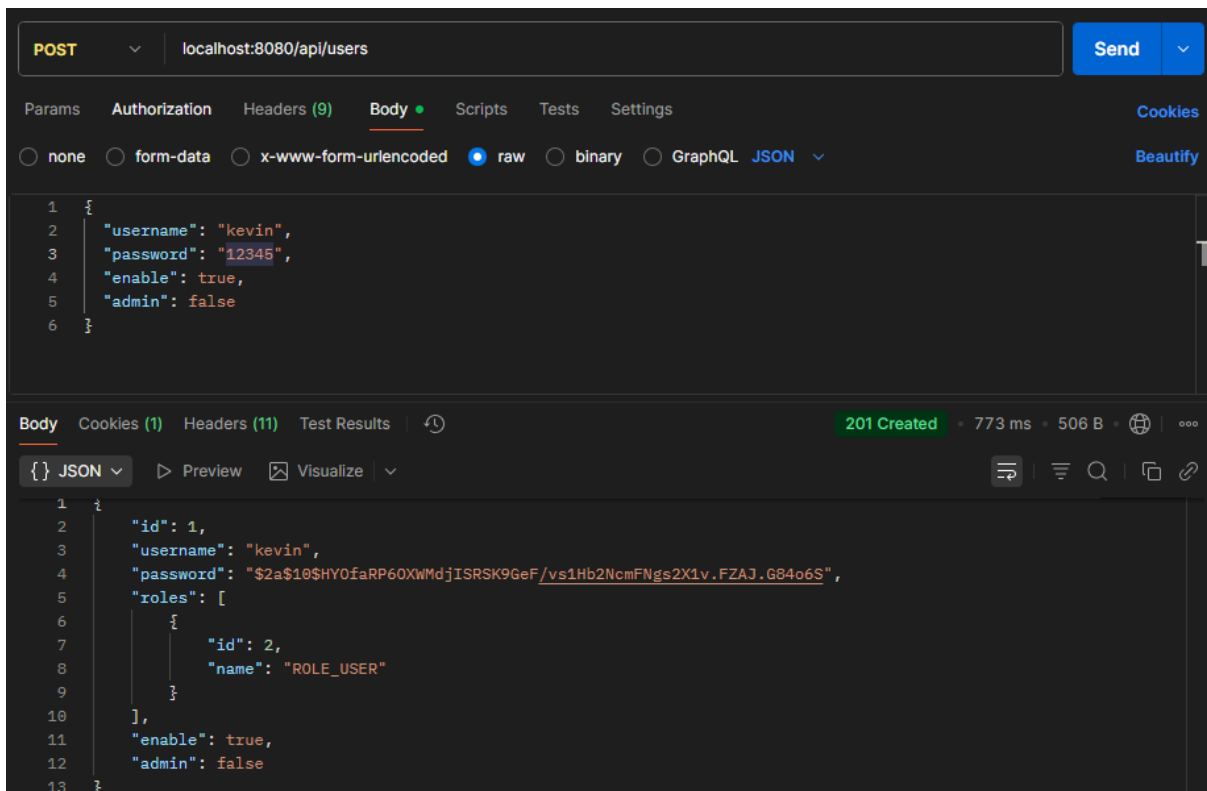 POST localhost:8080/api/users Send
Params Authorization Headers (9) Body Scripts Tests Settings Cookies
none form-data x-www-form-urlencoded raw binary GraphQL JSON Beautify
1 {
2 "username": "kevin",
3 "password": "12345",
4 "enable": true,
5 "admin": false
6 }
Body Cookies (1) Headers (11) Test Results 201 Created • 773 ms • 506 B •
{} JSON Preview Visualize
1 {
2 "id": 1,
3 "username": "kevin",
4 "password": "$2a$10$HYOfaRP6OXWMdjISRSK9GeF/vs1Hb2NcmFNgs2X1v.FZAJ.G84o6S",
5 "roles": [
6 {
7 "id": 2,
8 "name": "ROLE_USER"
9 }
10 ],
11 "enable": true,
12 "admin": false
13 }